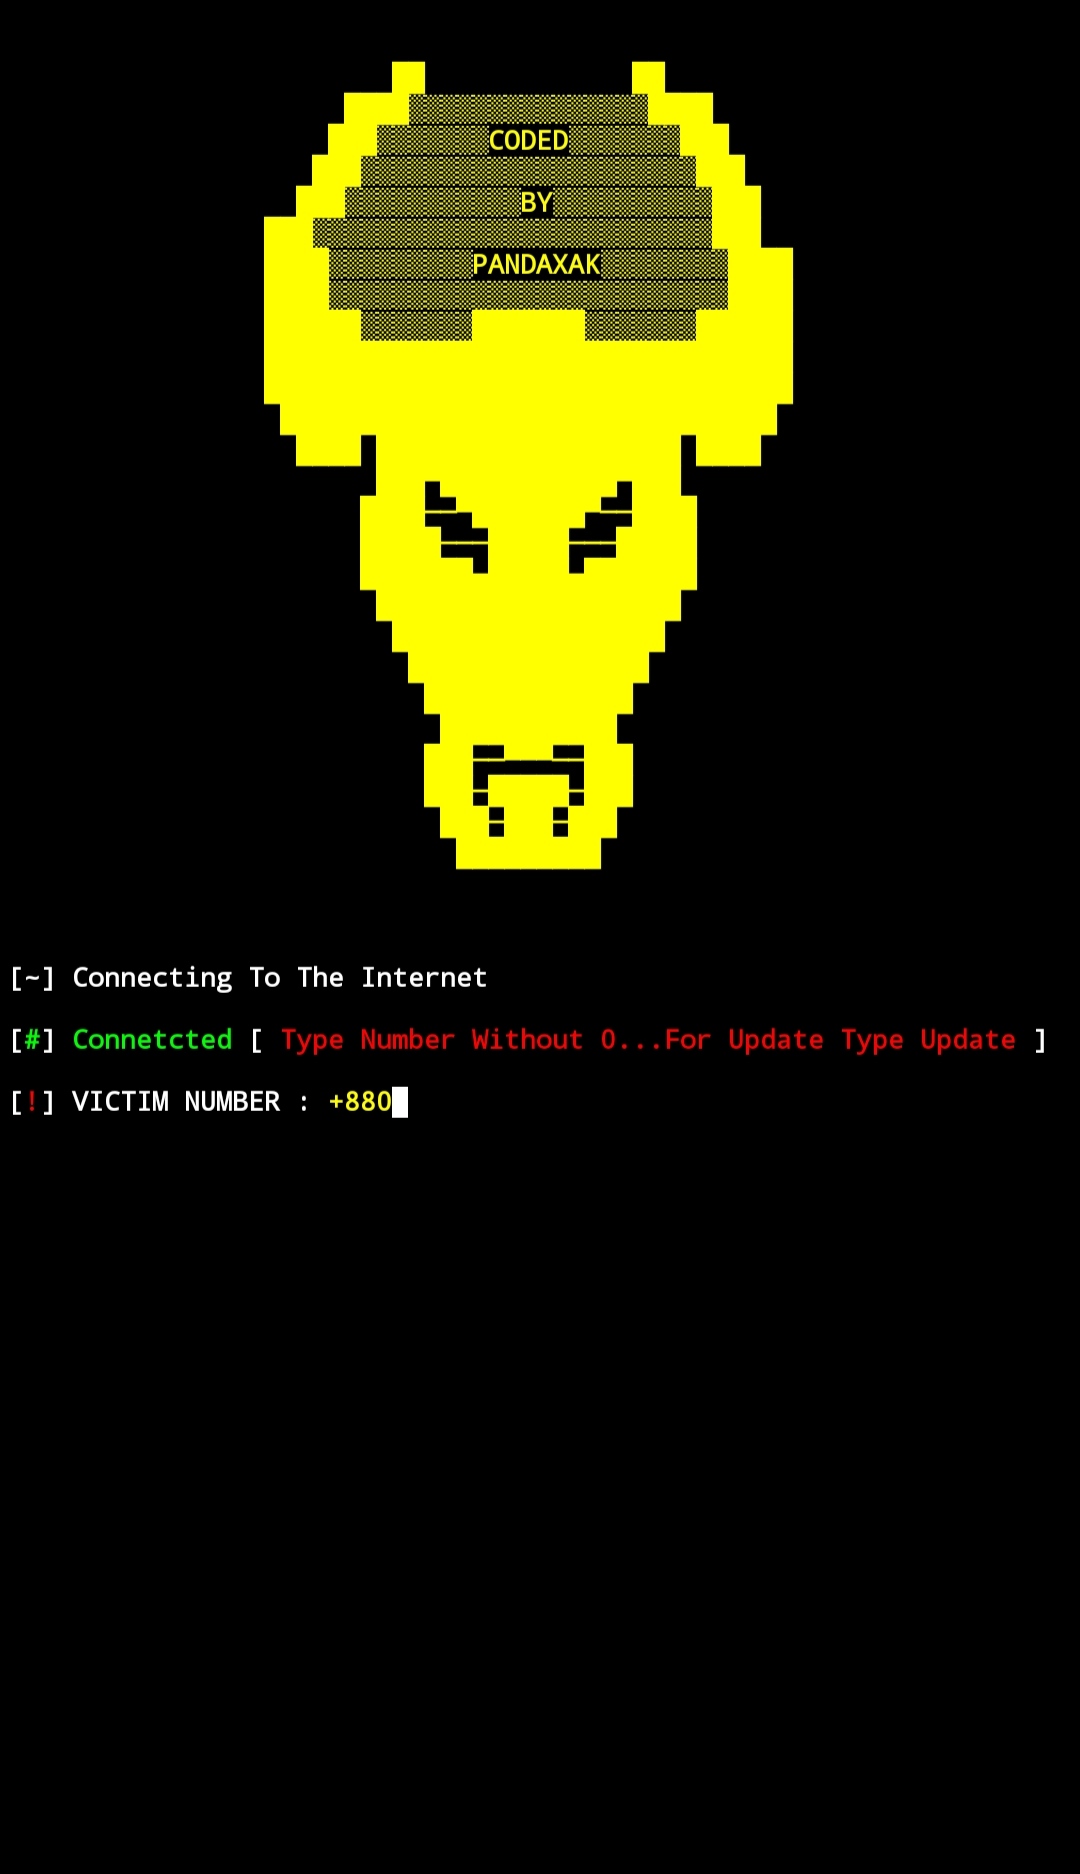 CODED
BY
PANDAXAK
[~] Connecting To The Internet
[#] Connetcted [ Type Number Without 0...For Update Type Update ]
[!] VICTIM NUMBER : +880